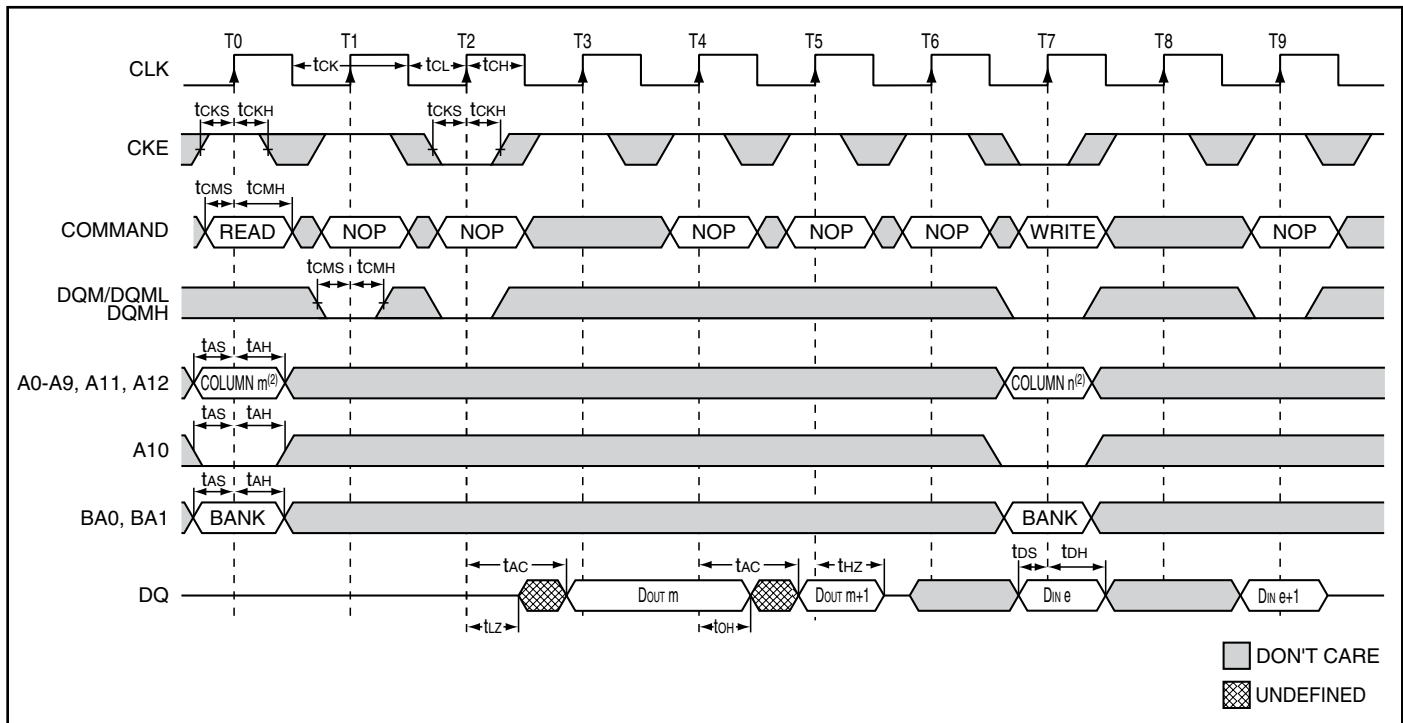 T0 T1 T2 T3 T4 T5 T6 T7 T8 T9
CLK
tCK tCL tCH
tCKS tCKH tCKS tCKH
CKE
tCMS tCMH
COMMAND READ NOP NOP NOP NOP NOP WRITE NOP
tCMS tCMH
DQM/DQML
DQMH
tAS tAH
A0-A9, A11, A12 COLUMN m(2) COLUMN n(2)
tAS tAH
A10
tAS tAH
BA0, BA1 BANK BANK
tAC tAC tHZ tDS tDH
DQ DOUT m DOUT m+1 DIN e DIN e+1
tLZ tOH
DON'T CARE
UNDEFINED